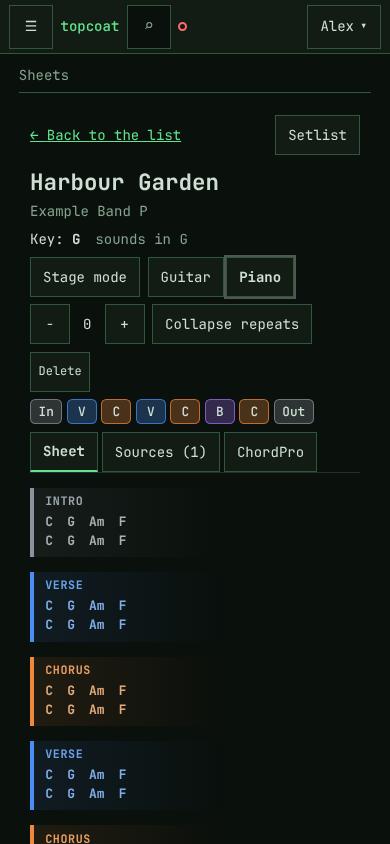 ☰ topcoat ⌕ Alex ▾
Sheets
← Back to the list Setlist
Harbour Garden
Example Band P
Key: G sounds in G
Stage mode Guitar Piano
- 0 + Collapse repeats
Delete
In V C V C B C Out
Sheet Sources (1) ChordPro
INTRO
C G Am F
C G Am F
VERSE
C G Am F
C G Am F
CHORUS
C G Am F
C G Am F
VERSE
C G Am F
C G Am F
CHORUS